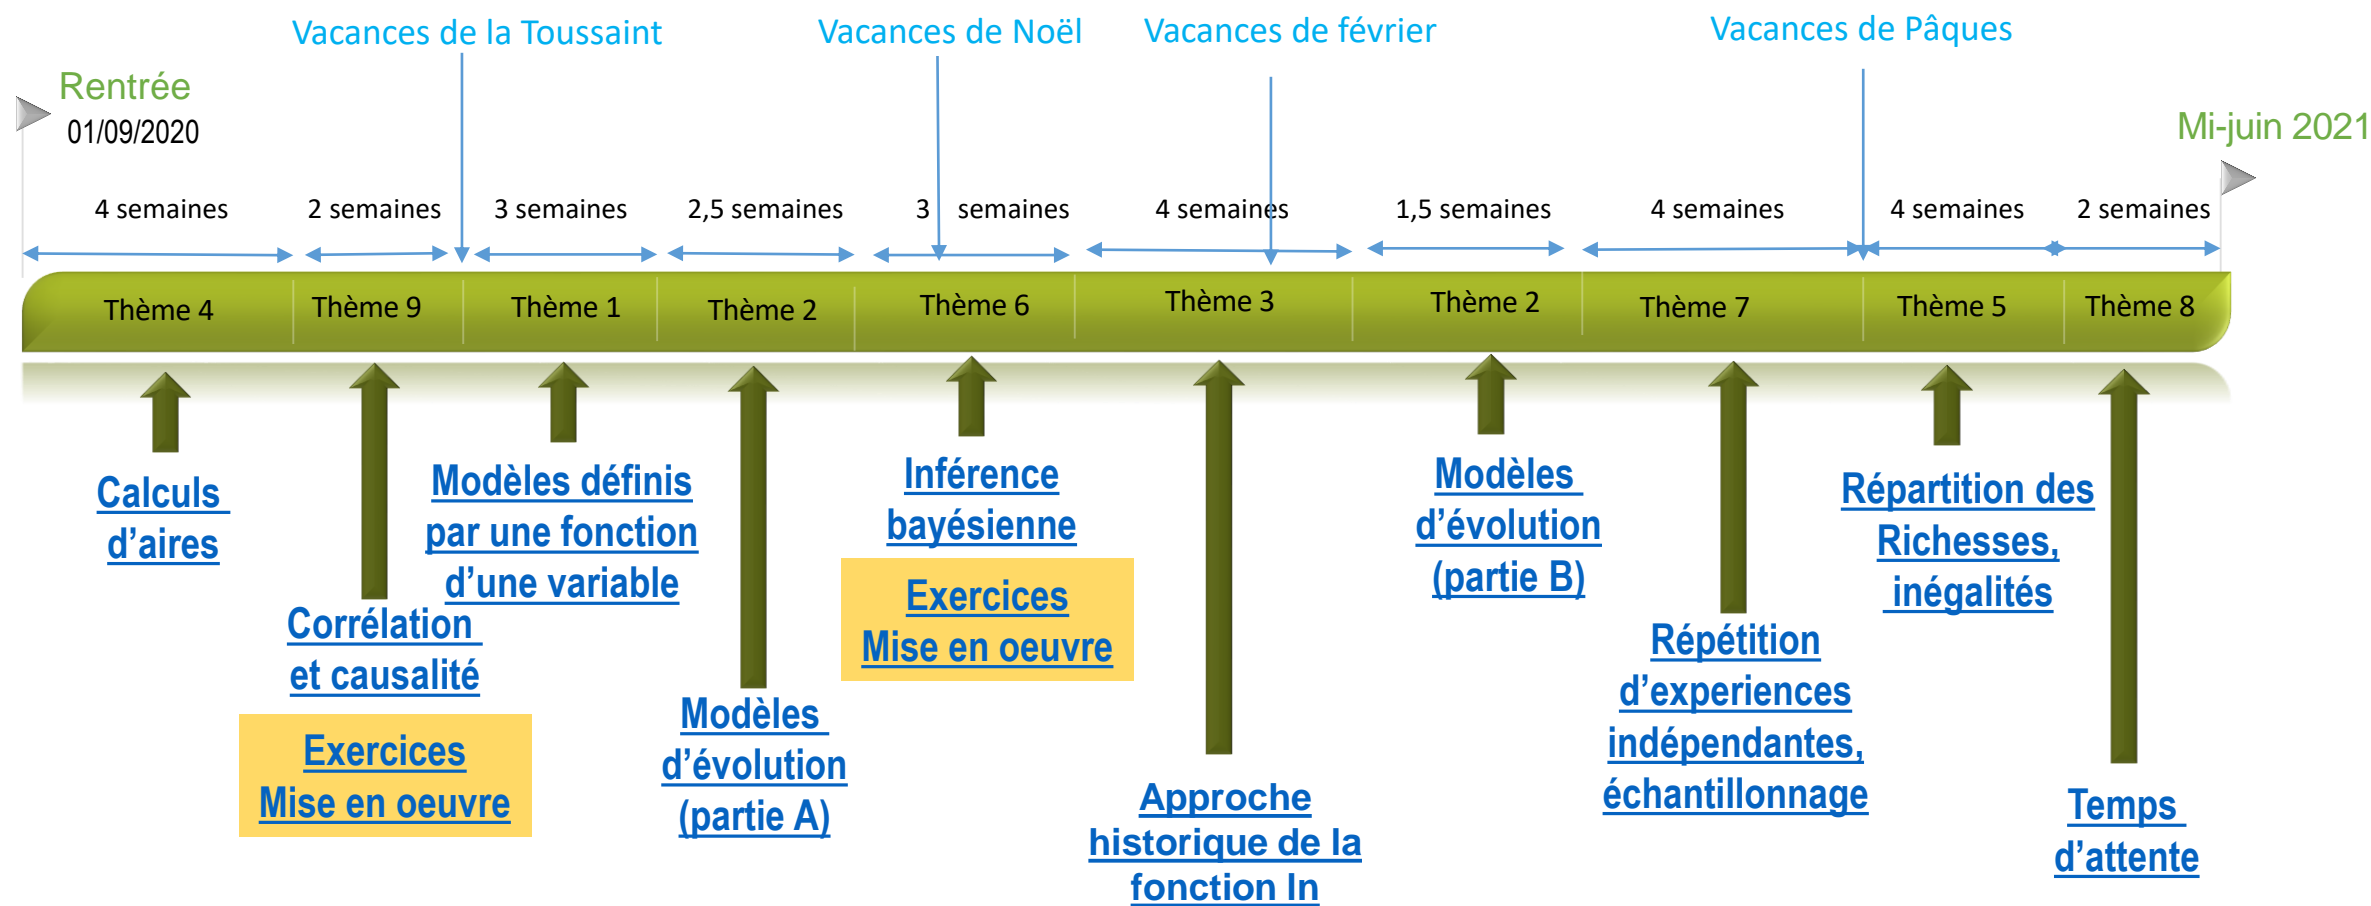 Vacances de la Toussaint
Vacances de Noël
Vacances de février
Vacances de Pâques
Rentrée
01/09/2020
Mi-juin 2021
4 semaines
2 semaines
3 semaines
2,5 semaines
3 semaines
4 semaines
1,5 semaines
4 semaines
4 semaines
2 semaines
Thème 4
Thème 9
Thème 1
Thème 2
Thème 6
Thème 3
Thème 2
Thème 7
Thème 5
Thème 8
Calculs
d’aires
Corrélation
et causalité
Exercices
Mise en oeuvre
Modèles définis
par une fonction
d’une variable
Modèles
d’évolution
(partie A)
Inférence
bayésienne
Exercices
Mise en oeuvre
Approche
historique de la
fonction ln
Modèles
d’évolution
(partie B)
Répétition
d’experiences
indépendantes,
échantillonnage
Répartition des
Richesses,
inégalités
Temps
d’attente